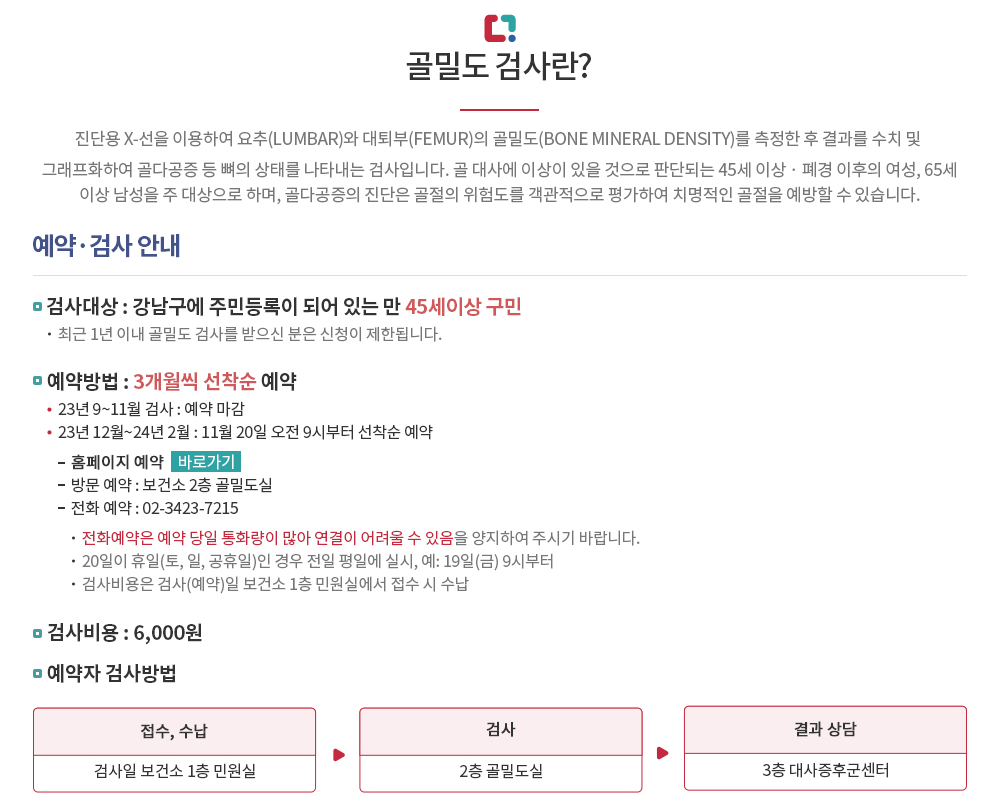 골밀도 검사란?
진단용 X-선을 이용하여 요추(LUMBAR)와 대퇴부(FEMUR)의 골밀도(BONE MINERAL DENSITY)를 측정한 후 결과를 수치 및
그래프화하여 골다공증 등 뼈의 상태를 나타내는 검사입니다. 골 대사에 이상이 있을 것으로 판단되는 45세 이상 · 폐경 이후의 여성, 65세
이상 남성을 주 대상으로 하며, 골다공증의 진단은 골절의 위험도를 객관적으로 평가하여 치명적인 골절을 예방할 수 있습니다.
예약·검사 안내
검사대상 : 강남구에 주민등록이 되어 있는 만 45세이상 구민
· 최근 1년 이내 골밀도 검사를 받으신 분은 신청이 제한됩니다.
예약방법 : 3개월씩 선착순 예약
• 23년 9~11월 검사 : 예약 마감
• 23년 12월~24년 2월 : 11월 20일 오전 9시부터 선착순 예약
– 홈페이지 예약 바로가기
– 방문 예약 : 보건소 2층 골밀도실
– 전화 예약 : 02-3423-7215
· 전화예약은 예약 당일 통화량이 많아 연결이 어려울 수 있음을 양지하여 주시기 바랍니다.
· 20일이 휴일(토, 일, 공휴일)인 경우 전일 평일에 실시, 예: 19일(금) 9시부터
· 검사비용은 검사(예약)일 보건소 1층 민원실에서 접수 시 수납
검사비용 : 6,000원
예약자 검사방법
접수, 수납
검사일 보건소 1층 민원실
검사
2층 골밀도실
결과 상담
3층 대사증후군센터